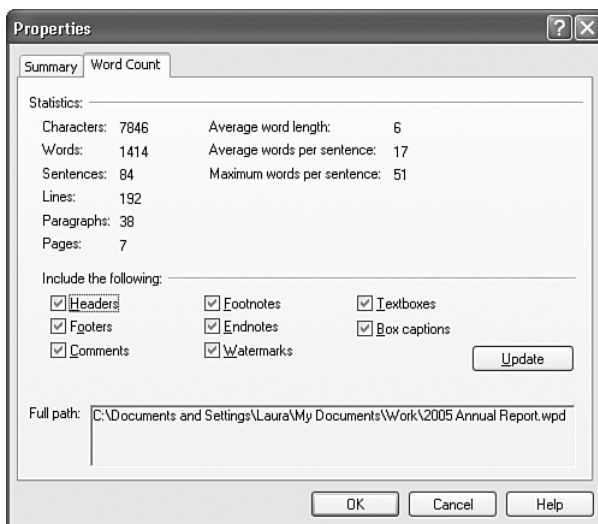 Properties
Summary Word Count
Statistics:
Characters: 7846 Average word length: 6
Words: 1414 Average words per sentence: 17
Sentences: 84 Maximum words per sentence: 51
Lines: 192
Paragraphs: 38
Pages: 7
Include the following:
Headers Footnotes Textboxes
Footers Endnotes Box captions
Comments Watermarks
Update
Full path: C:\Documents and Settings\Laura\My Documents\Work\2005 Annual Report.wpd
OK Cancel Help